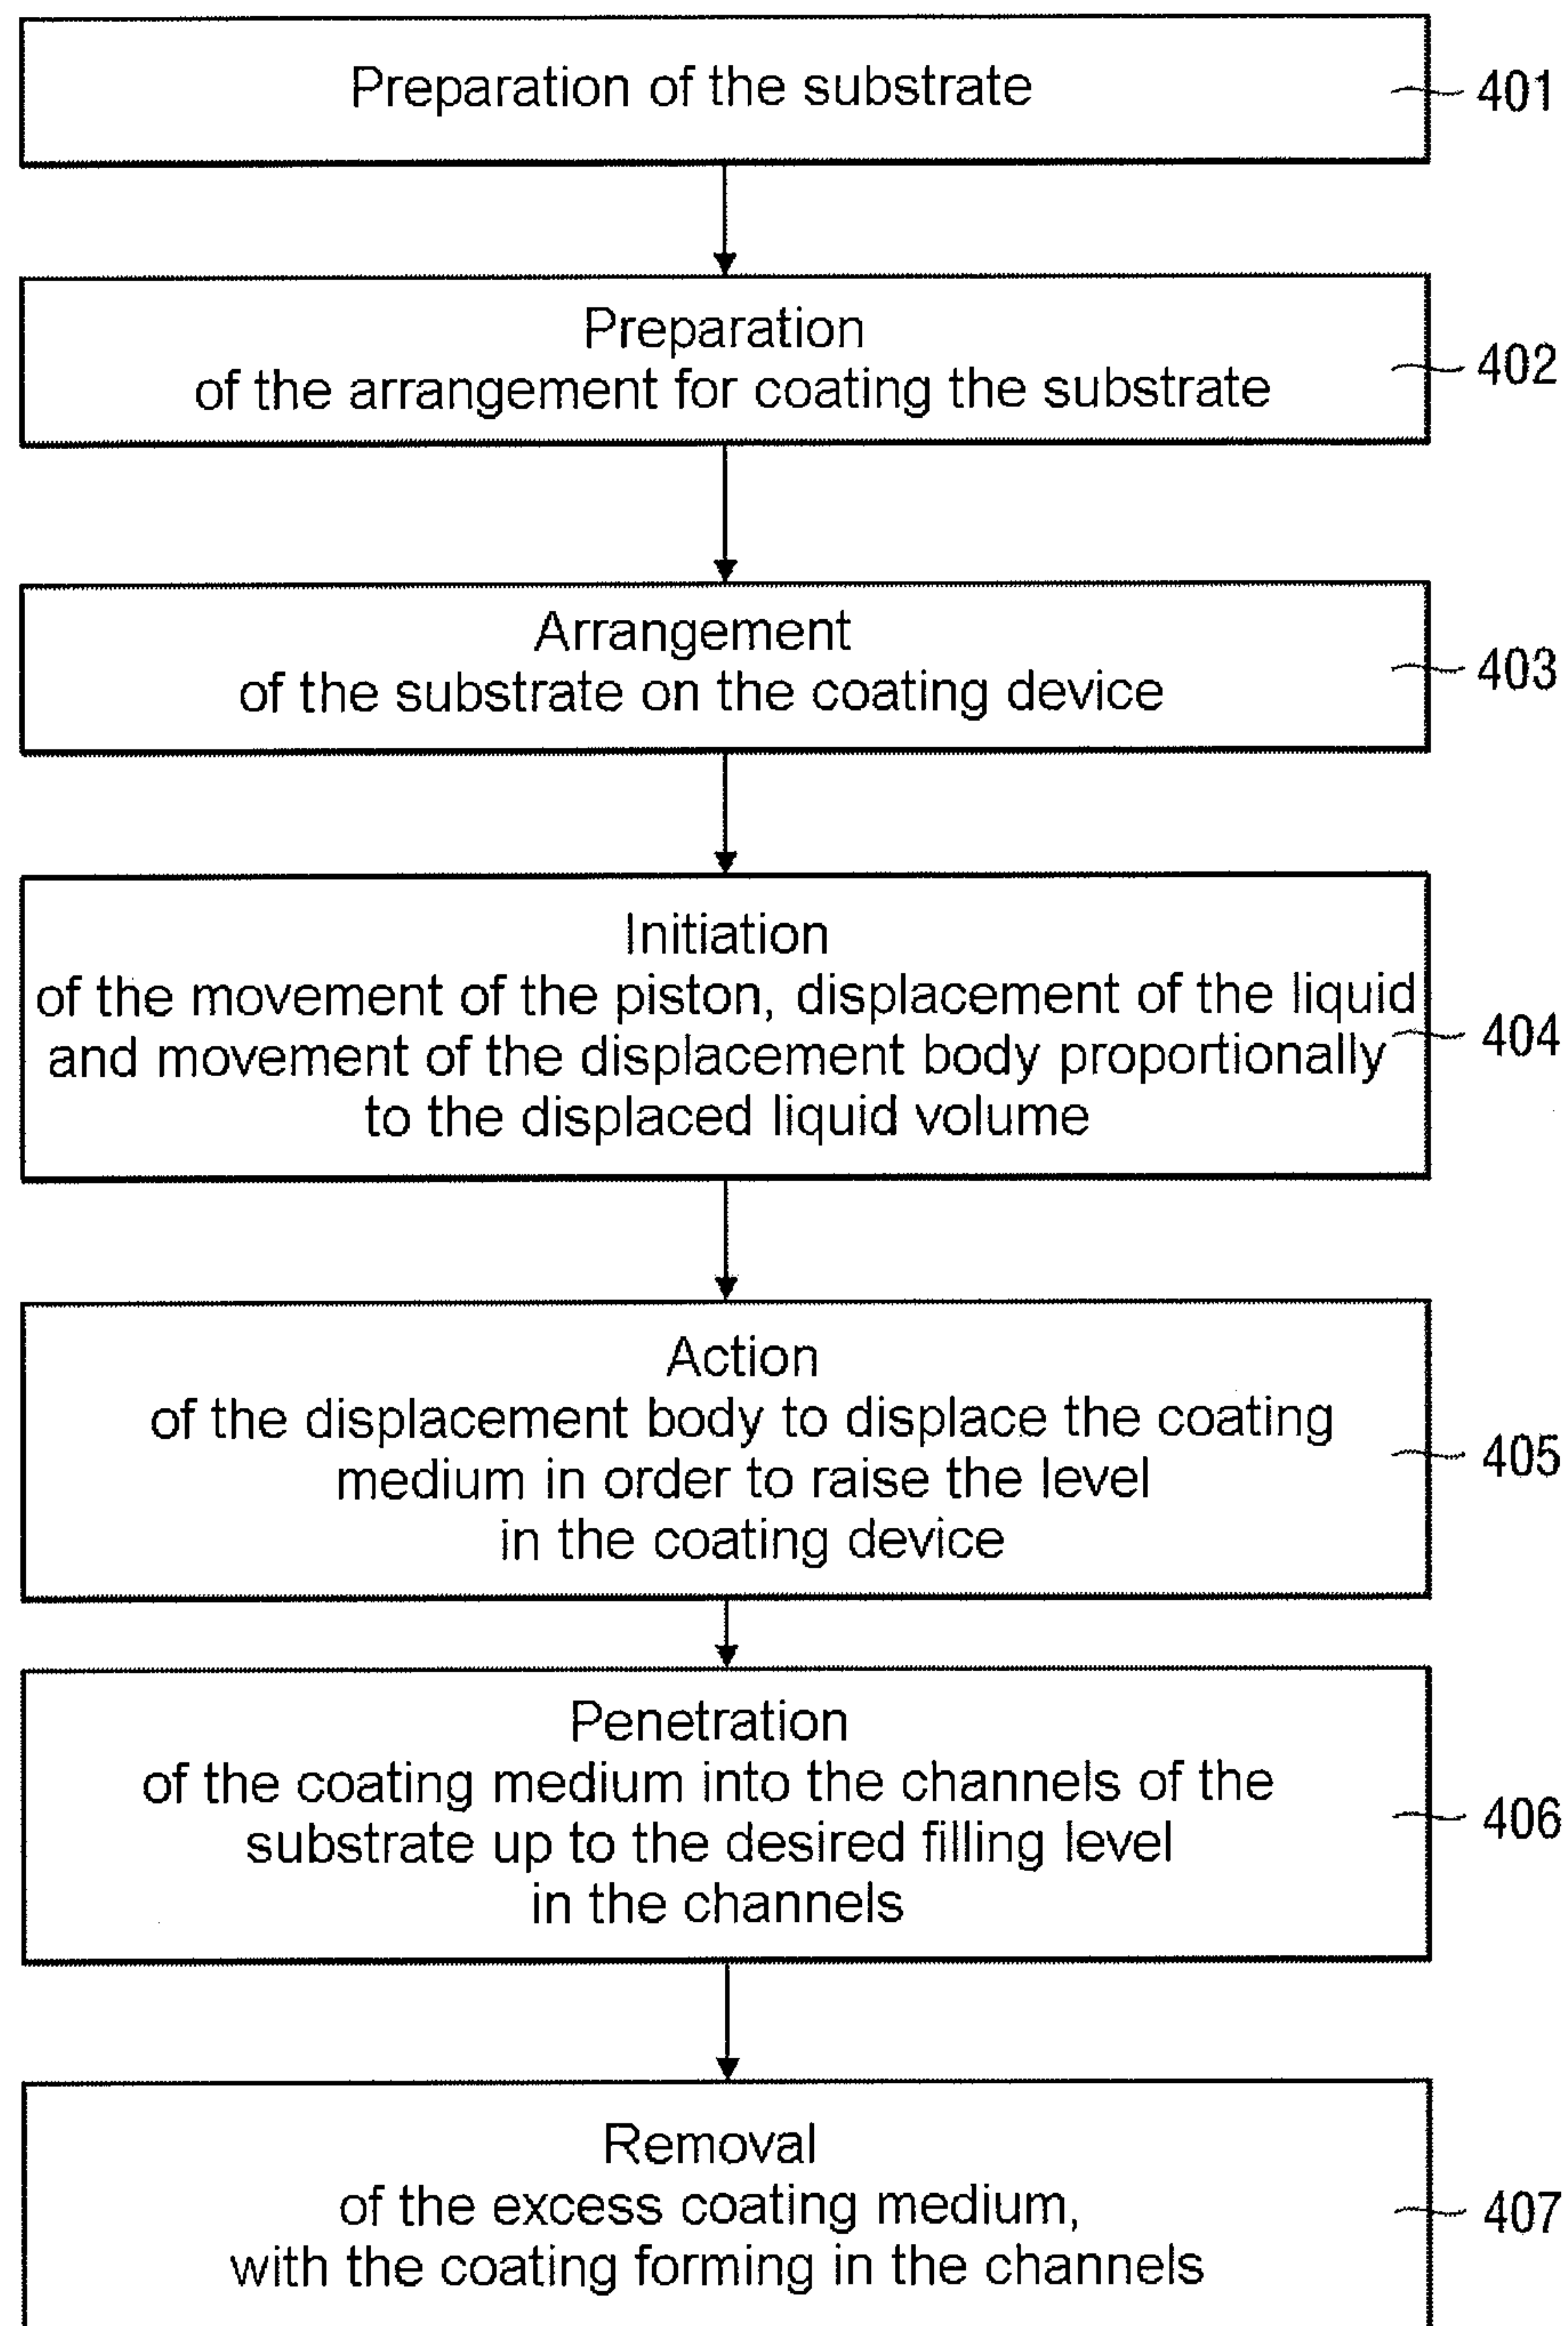 Preparation of the substrate
401
Preparation
of the arrangement for coating the substrate
402
Arrangement
of the substrate on the coating device
403
Initiation
of the movement of the piston, displacement of the liquid
and movement of the displacement body proportionally
to the displaced liquid volume
404
Action
of the displacement body to displace the coating
medium in order to raise the level
in the coating device
405
Penetration
of the coating medium into the channels of the
substrate up to the desired filling level
in the channels
406
Removal
of the excess coating medium,
with the coating forming in the channels
407